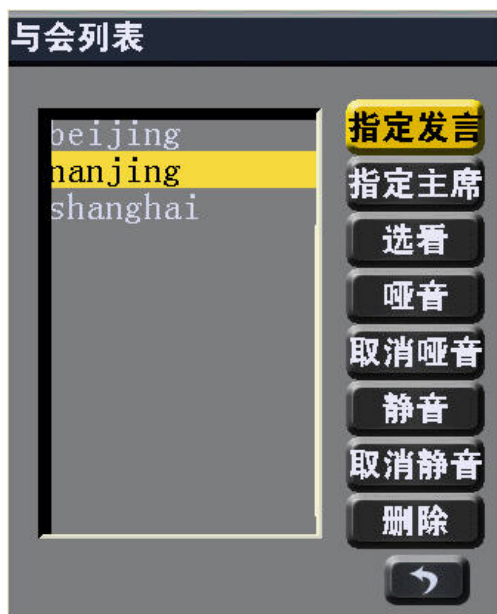 与会列表
beijing
nanjing
shanghai
指定发言
指定主席
选看
哑音
取消哑音
静音
取消静音
删除